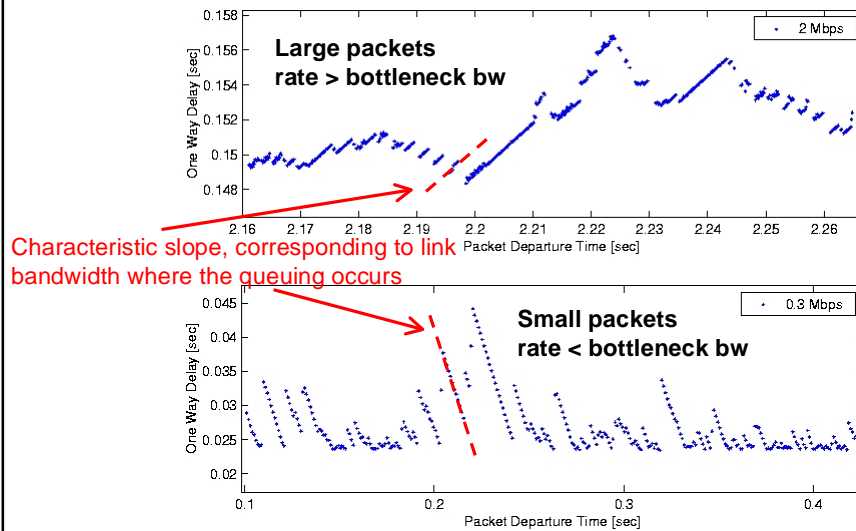 0.158
0.156
0.154
0.152
0.15
0.148
One Way Delay [sec]
Large packets
rate > bottleneck bw
2 Mbps
2.16 2.17 2.18 2.19 2.2 2.21 2.22 2.23 2.24 2.25 2.26
Packet Departure Time [sec]
Characteristic slope, corresponding to link
bandwidth where the queuing occurs
0.045
0.04
0.035
0.03
0.025
0.02
One Way Delay [sec]
Small packets
rate < bottleneck bw
0.3 Mbps
0.1 0.2 0.3 0.4
Packet Departure Time [sec]